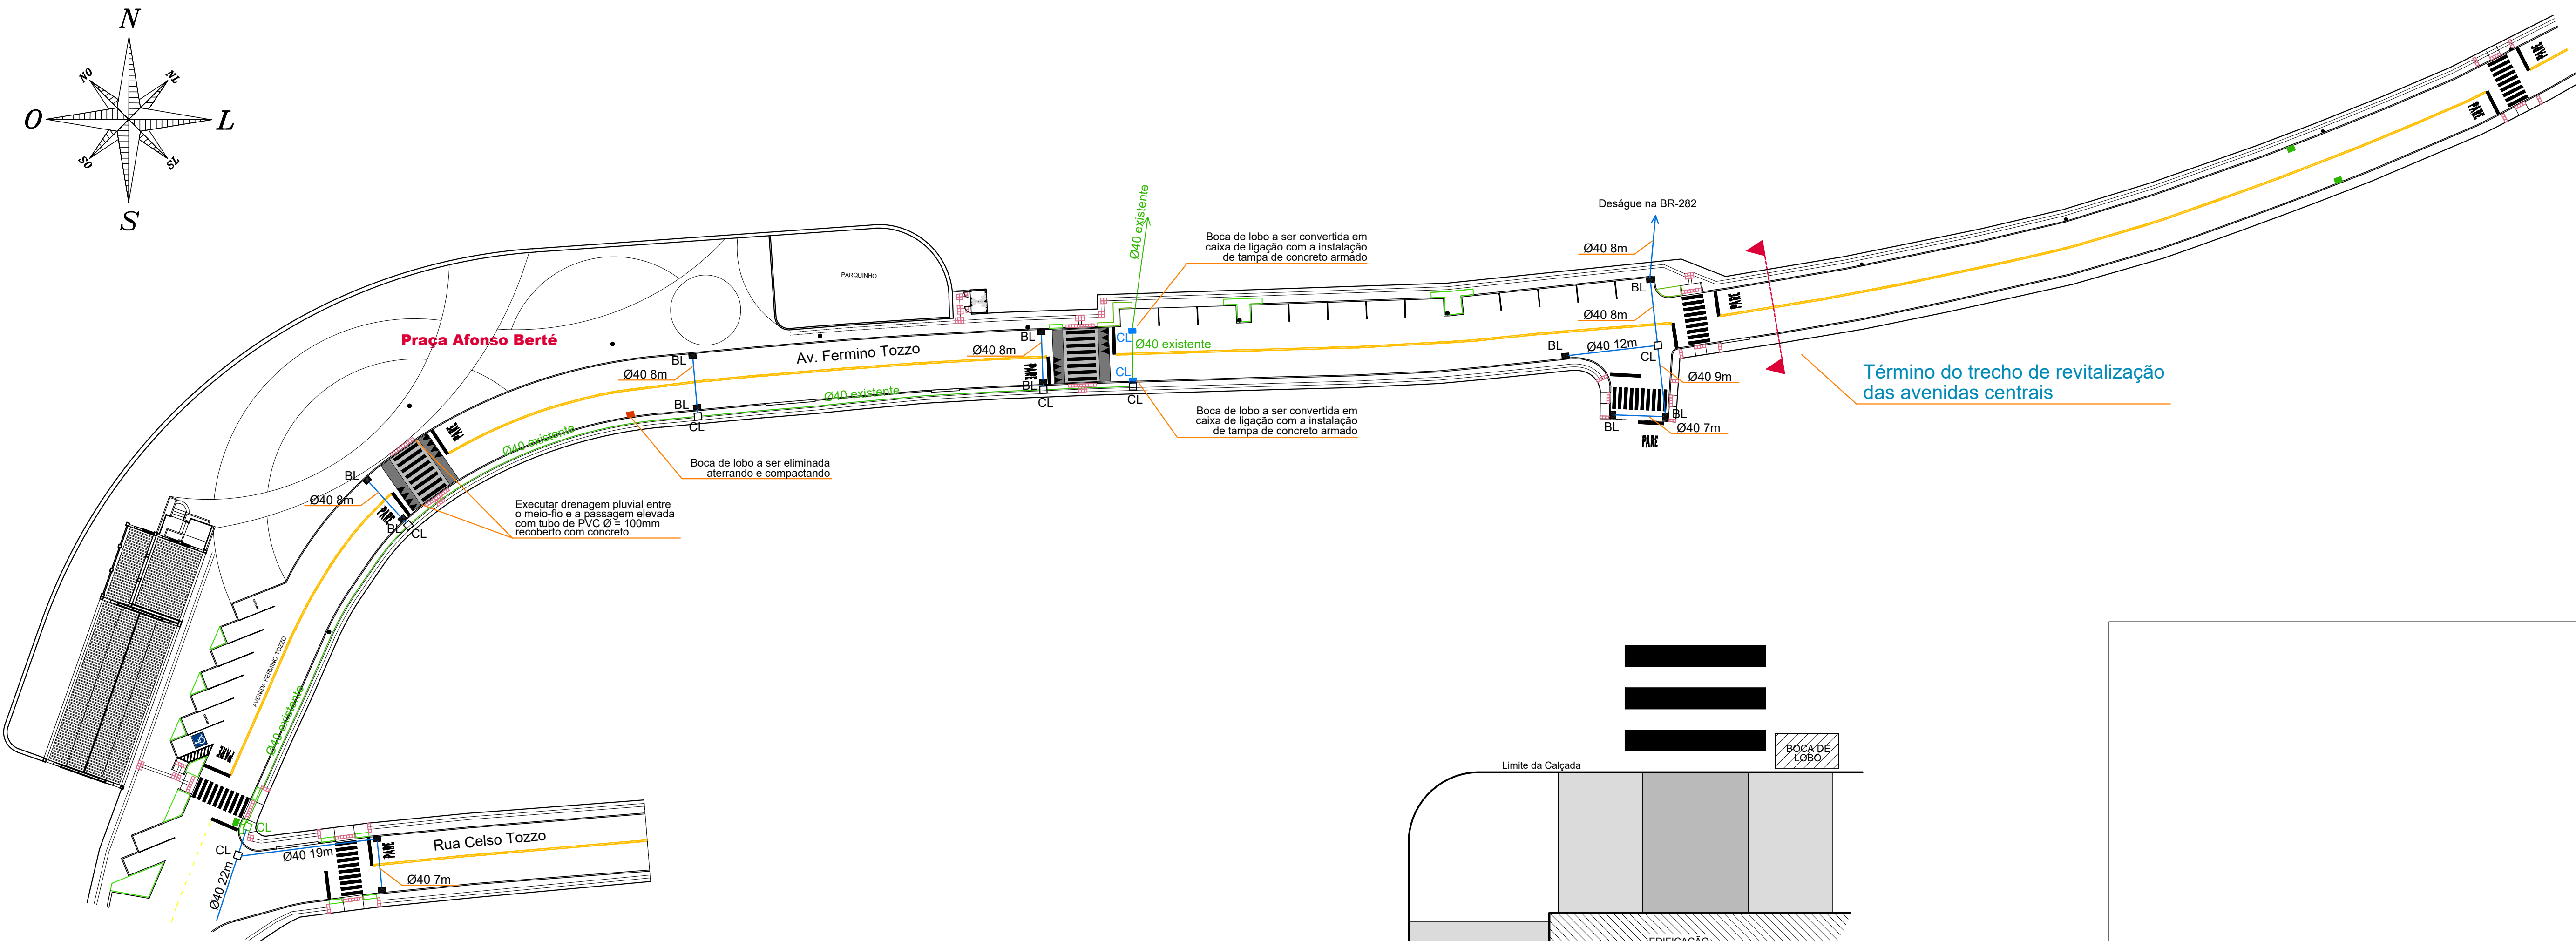 N
NO
NL
O
L
SO
SL
S
Deságue na BR-282
Ø40 8m
Boca de lobo a ser convertida em
caixa de ligação com a instalação
de tampa de concreto armado
Ø40 existente
PARE
PARE
PARQUINHO
Praça Afonso Berté
BL
Ø40 8m
PARE
BL
Av. Fermino Tozzo
BL
Ø40 8m
CL
Ø40 existente
CL
PARE
BL
CL
CL
BL
Ø40 12m
CL
Ø40 9m
BL
BL
Ø40 7m
PARE
Término do trecho de revitalização
das avenidas centrais
Ø40 8m
BL
CL
Ø40 existente
Boca de lobo a ser convertida em
caixa de ligação com a instalação
de tampa de concreto armado
Ø40 existente
PARE
Boca de lobo a ser eliminada
aterrando e compactando
BL
Ø40 8m
PARE
BL
CL
Executar drenagem pluvial entre
o meio-fio e a passagem elevada
com tubo de PVC Ø = 100mm
recoberto com concreto
AVENIDA FERMINO TOZZO
Ø40 existente
PARE
CL
CL
Ø40 19m
PARE
Rua Celso Tozzo
Ø40 7m
Ø40 22m
BOCA DE
LOBO
Limite da Calçada
EDIFICAÇÃO